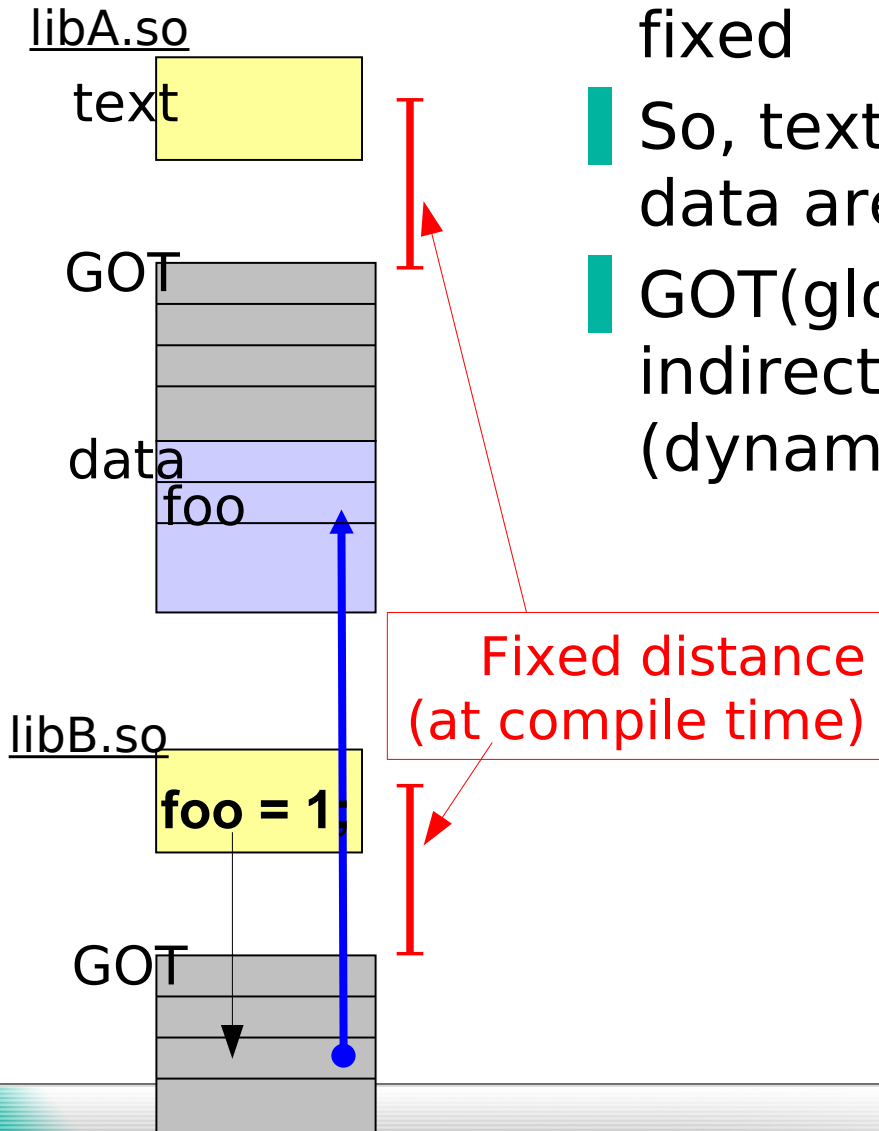 libA.so
text
GOT
data
foo
libB.so
foo = 1;
GOT
Fixed distance
(at compile time)
fixed
So, text
data
GOT(glo
indirect
(dynam